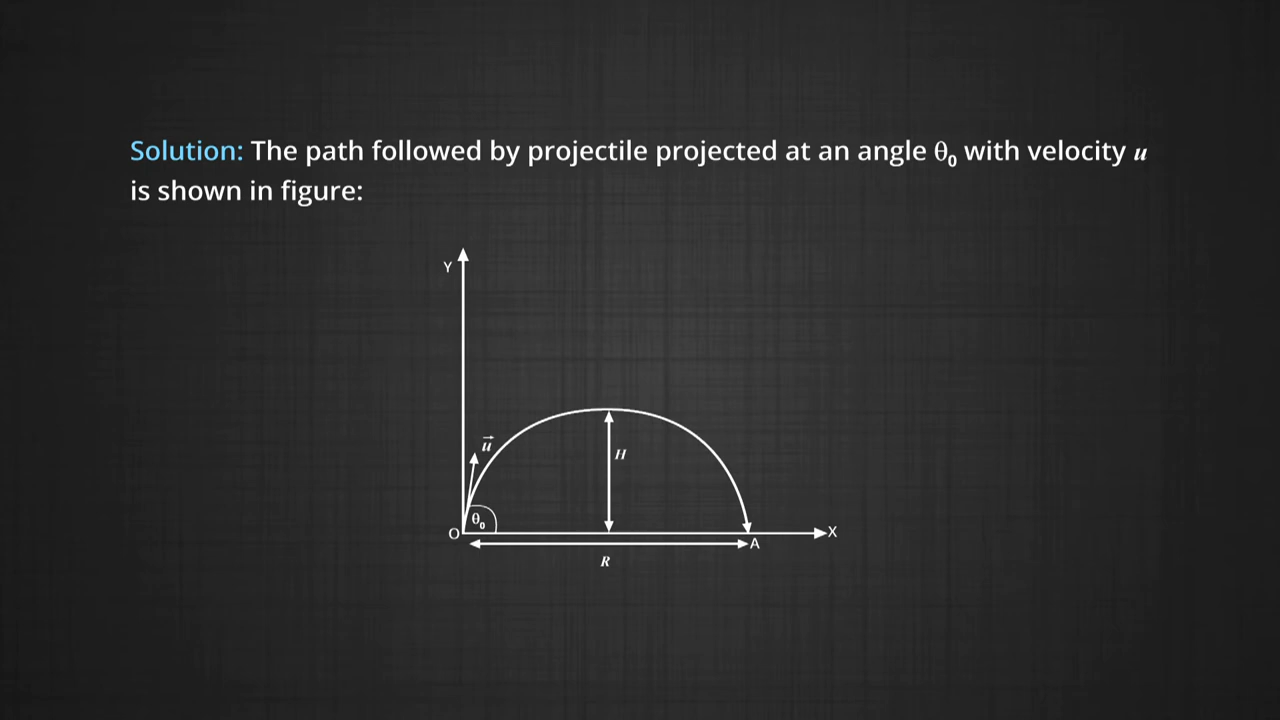 Solution: The path followed by projectile projected at an angle θ₀ with velocity u
is shown in figure:
Y
u⃗
H
θ₀
O
X
A
R